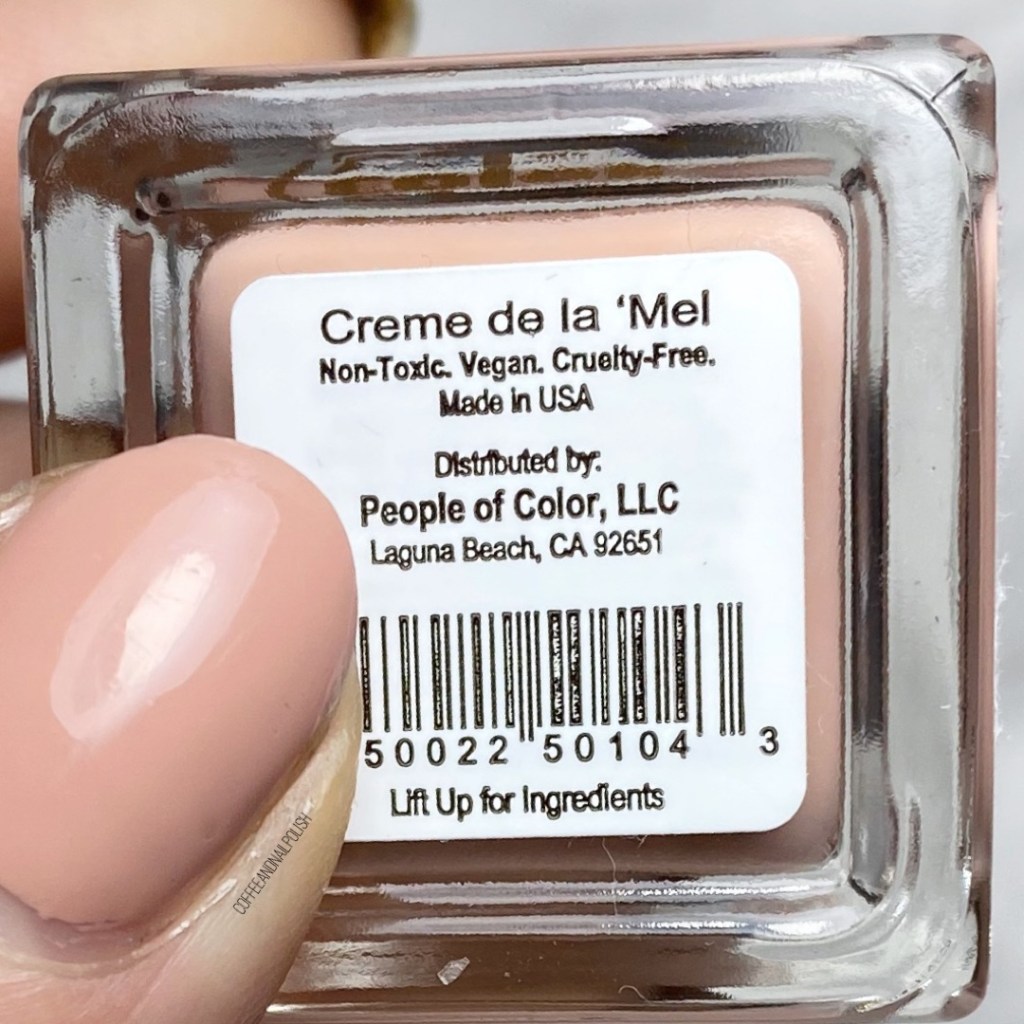 Creme de la ‘Mel
Non-Toxic. Vegan. Cruelty-Free.
Made in USA
Distributed by:
People of Color, LLC
Laguna Beach, CA 92651
50022 50104 3
Lift Up for Ingredients
COFFEEANDNAILPOLISH